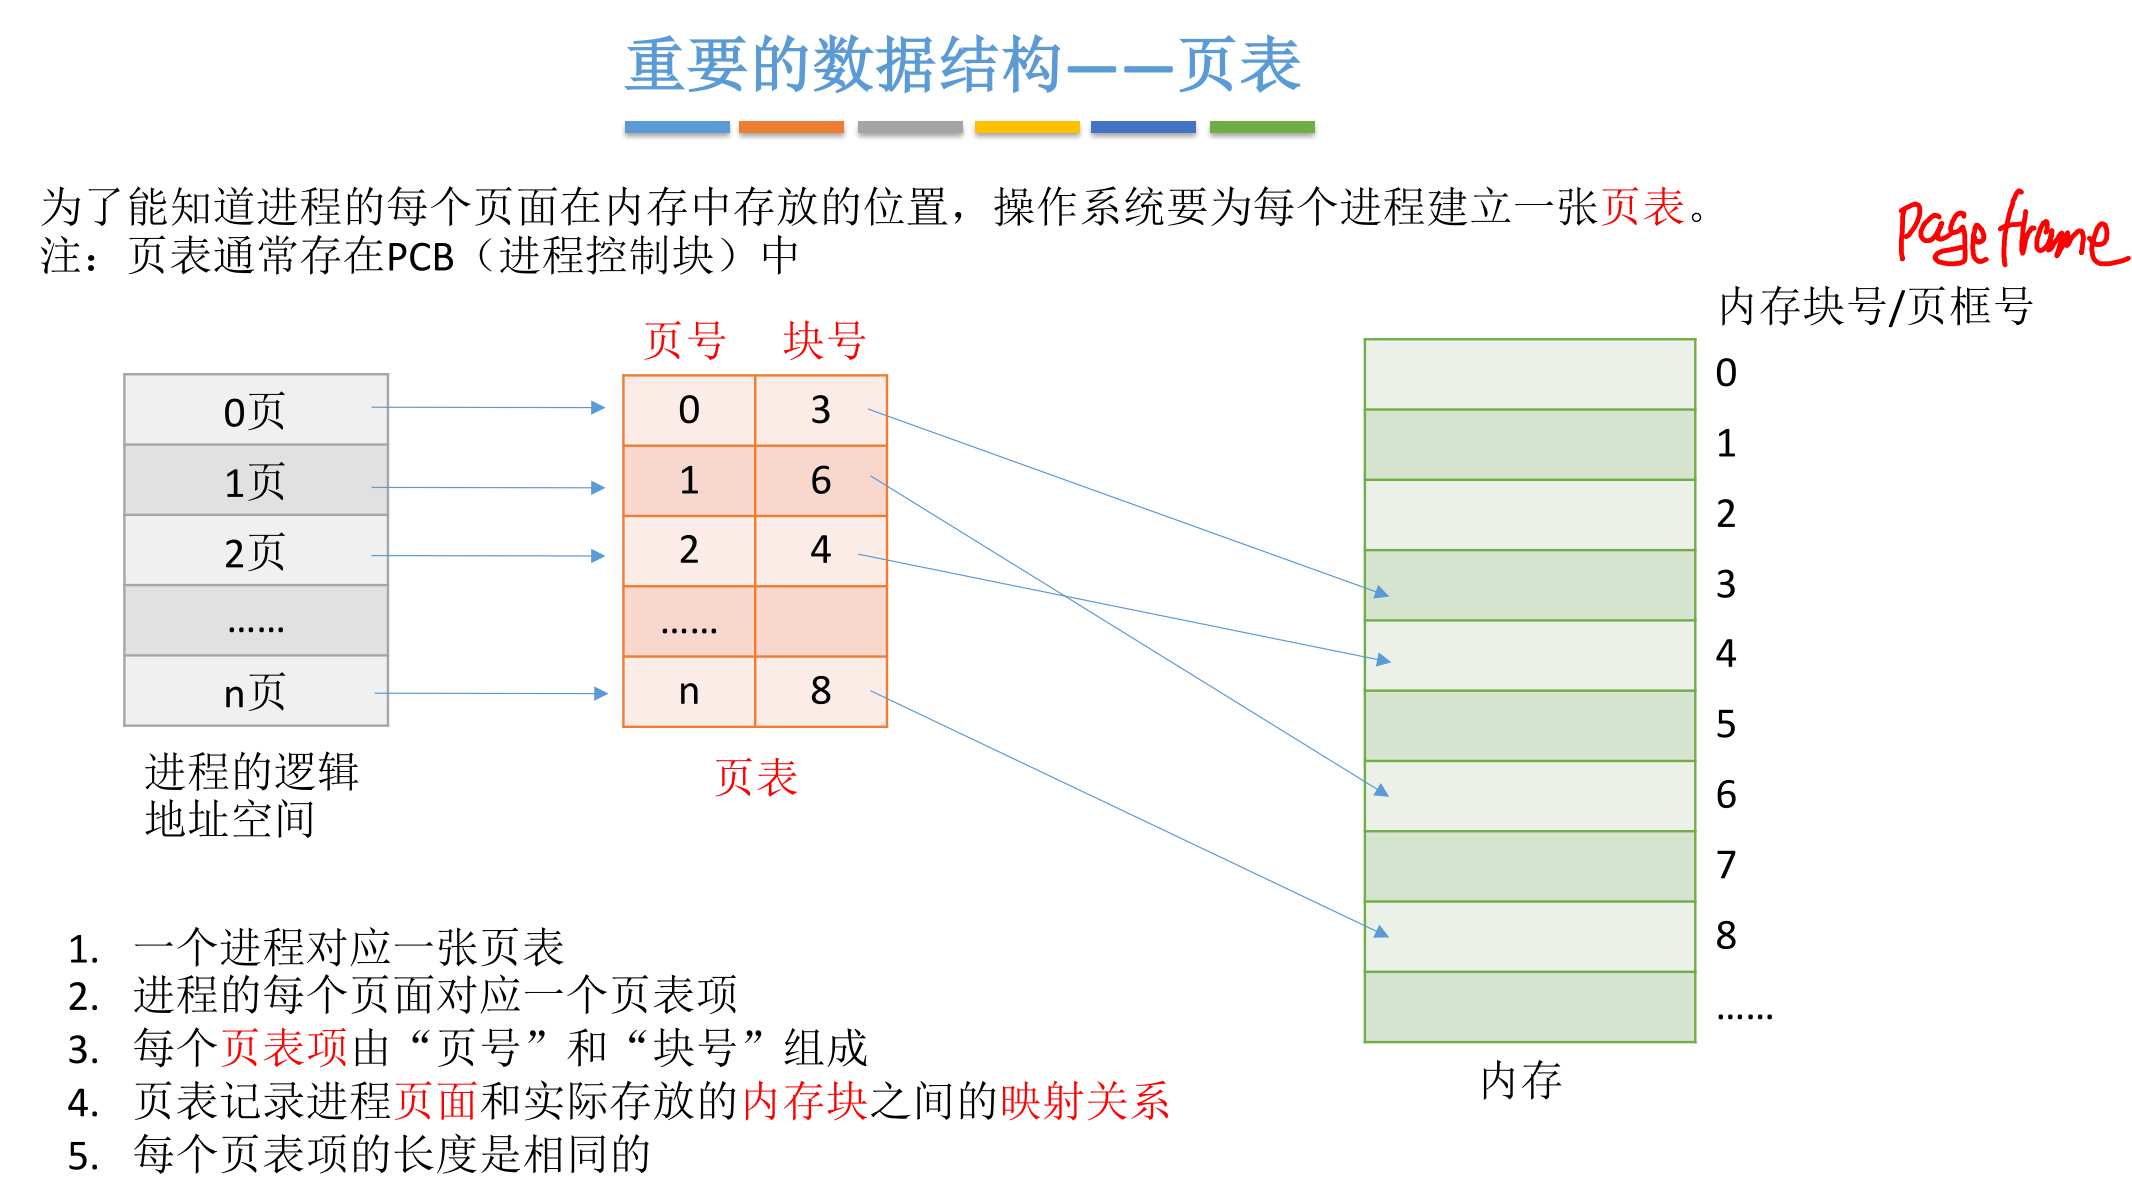 重要的数据结构——页表
为了能知道进程的每个页面在内存中存放的位置，操作系统要为每个进程建立一张页表。
注：页表通常存在PCB（进程控制块）中
Page frame
内存块号/页框号
页号 块号
0页
1页
2页
……
n页
进程的逻辑
地址空间
0 3
1 6
2 4
……
n 8
页表
0
1
2
3
4
5
6
7
8
……
内存
1. 一个进程对应一张页表
2. 进程的每个页面对应一个页表项
3. 每个页表项由“页号”和“块号”组成
4. 页表记录进程页面和实际存放的内存块之间的映射关系
5. 每个页表项的长度是相同的